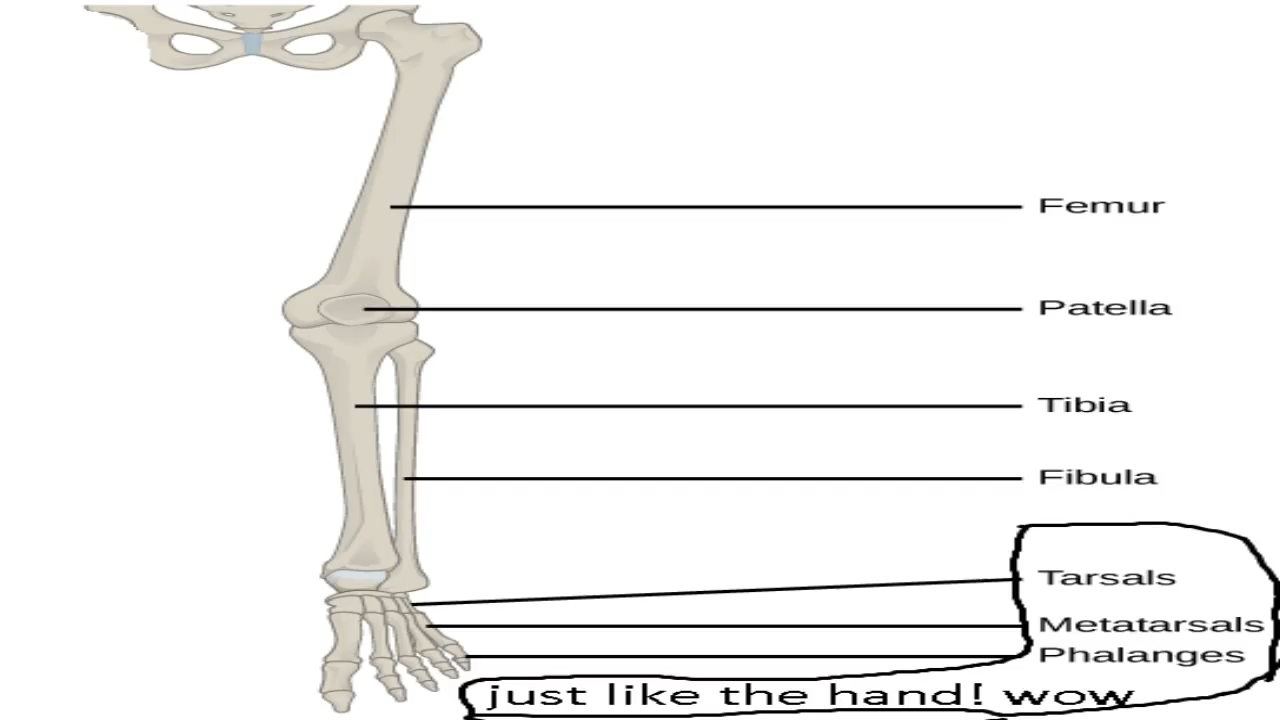 Femur
Patella
Tibia
Fibula
Tarsals
Metatarsals
Phalanges
just like the hand! wow